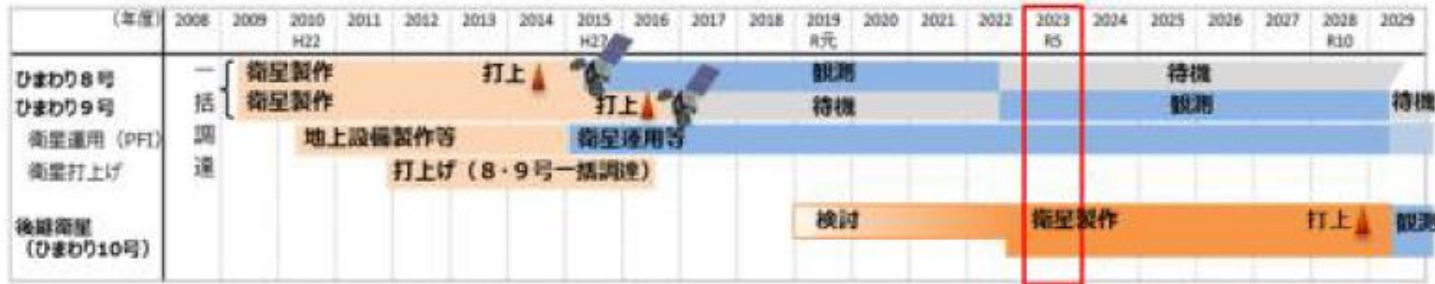 (年度) 2008 2009 2010 2011 2012 2013 2014 2015 2016 2017 2018 2019 2020 2021 2022 2023 2024 2025 2026 2027 2028 2029
H22 H27 R元 R5 R10
ひまわり8号 衛星製作 打上 観測 待機
ひまわり9号 衛星製作 打上 待機 観測 待機
一括調達
衛星運用(PFI) 地上設備製作等 衛星運用等
衛星打上げ 打上げ(8・9号一括調達)
後継衛星 検討 衛星製作 打上 観測
(ひまわり10号)